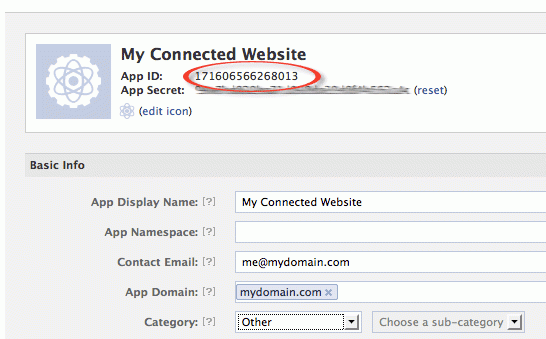 My Connected Website
App ID: 171606566268013
App Secret: (reset)
(edit icon)
Basic Info
App Display Name: [?] My Connected Website
App Namespace: [?]
Contact Email: [?] me@mydomain.com
App Domain: [?] mydomain.com ×
Category: [?] Other Choose a sub-category